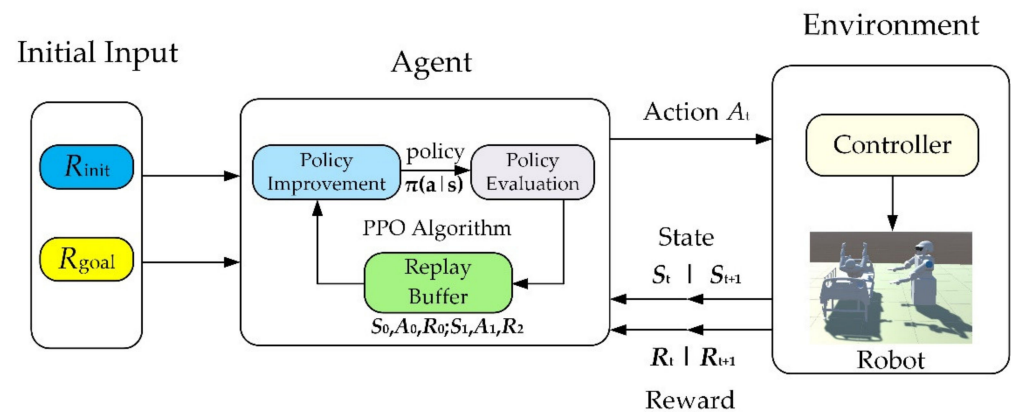 Initial Input
Rinit
Rgoal
Agent
Policy
Improvement
policy
π(a|s)
Policy
Evaluation
PPO Algorithm
Replay
Buffer
S0,A0,R0;S1,A1,R2
Action At
State
St | St+1
Rt | Rt+1
Reward
Environment
Controller
Robot